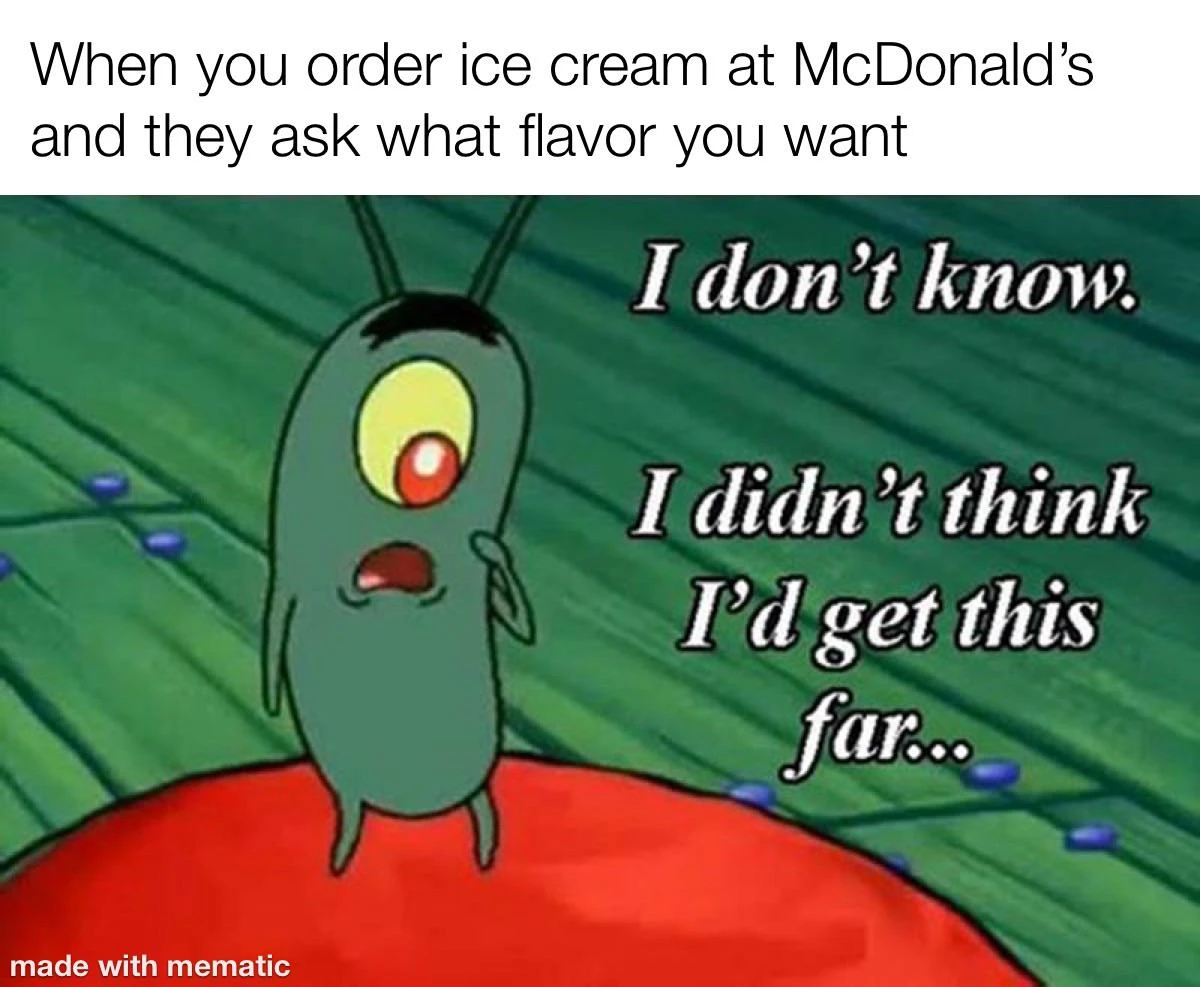 When you order ice cream at McDonald’s
and they ask what flavor you want
I don’t know.
I didn’t think
I’d get this
far...
made with mematic